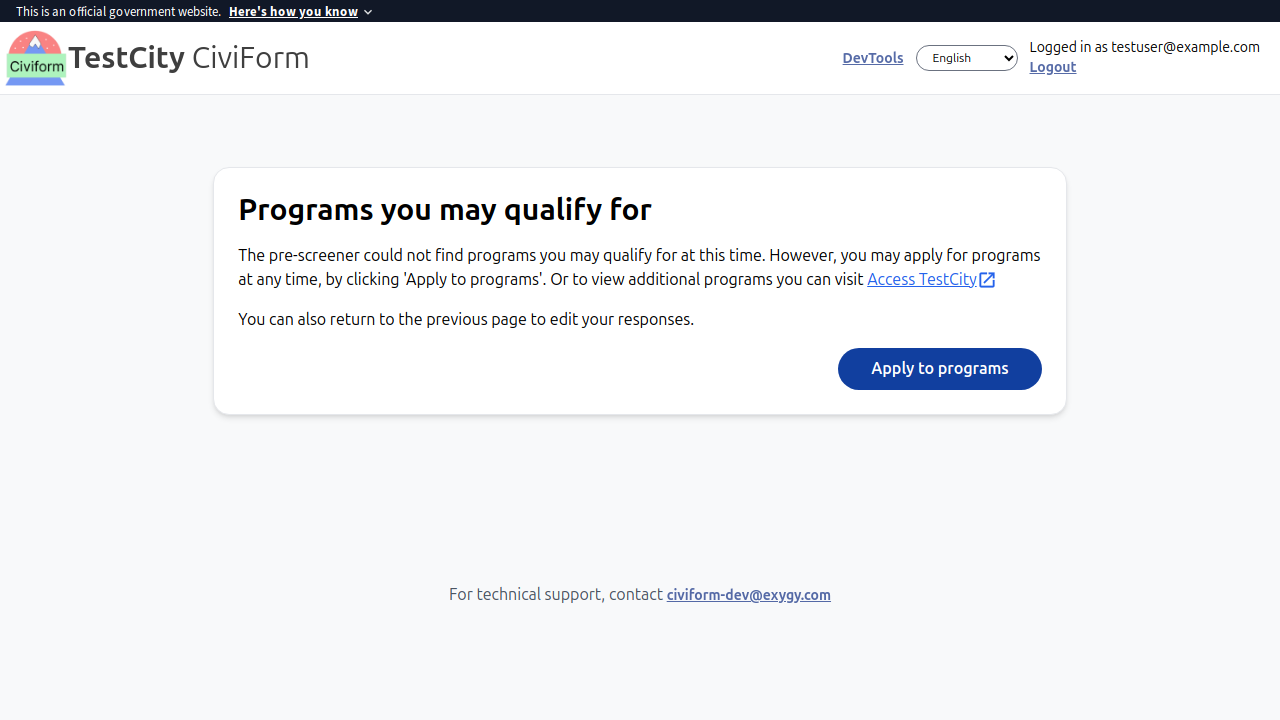 This is an official government website. Here's how you know
Civiform
TestCity CiviForm
DevTools
English
Logged in as testuser@example.com
Logout
Programs you may qualify for
The pre-screener could not find programs you may qualify for at this time. However, you may apply for programs
at any time, by clicking 'Apply to programs'. Or to view additional programs you can visit Access TestCity
You can also return to the previous page to edit your responses.
Apply to programs
For technical support, contact civiform-dev@exygy.com